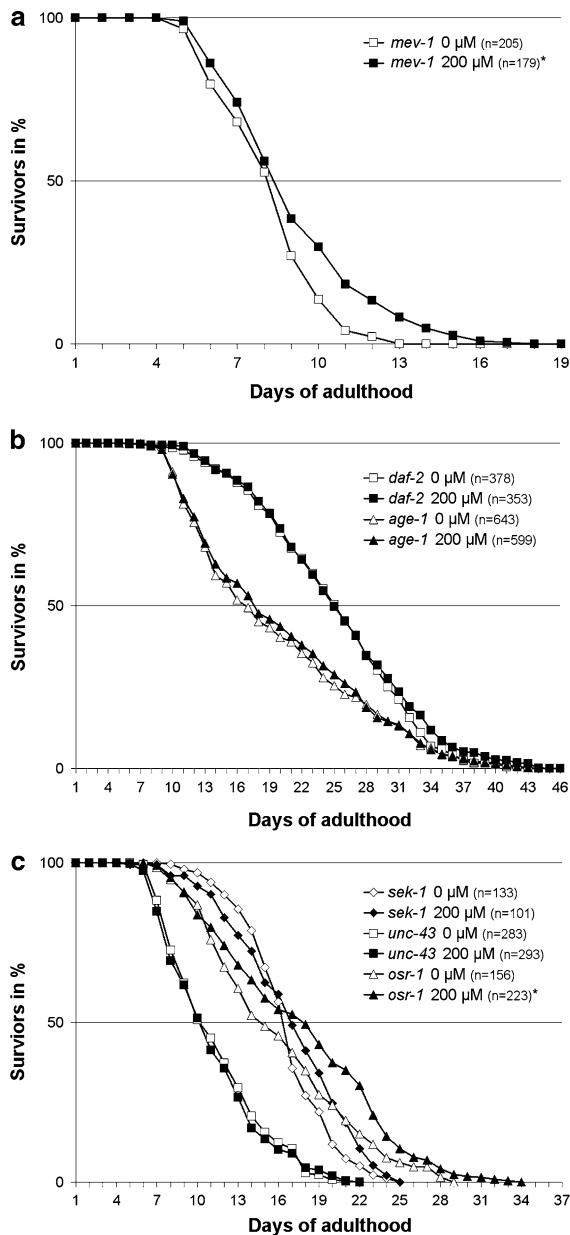 a
100
50
0
Survivors in %
mev-1 0 µM (n=205)
mev-1 200 µM (n=179)*
1 4 7 10 13 16 19
Days of adulthood
b
100
50
0
Survivors in %
daf-2 0 µM (n=378)
daf-2 200 µM (n=353)
age-1 0 µM (n=643)
age-1 200 µM (n=599)
1 4 7 10 13 16 19 22 25 28 31 34 37 40 43 46
Days of adulthood
c
100
50
0
Surviors in %
sek-1 0 µM (n=133)
sek-1 200 µM (n=101)
unc-43 0 µM (n=283)
unc-43 200 µM (n=293)
osr-1 0 µM (n=156)
osr-1 200 µM (n=223)*
1 4 7 10 13 16 19 22 25 28 31 34 37
Days of adulthood